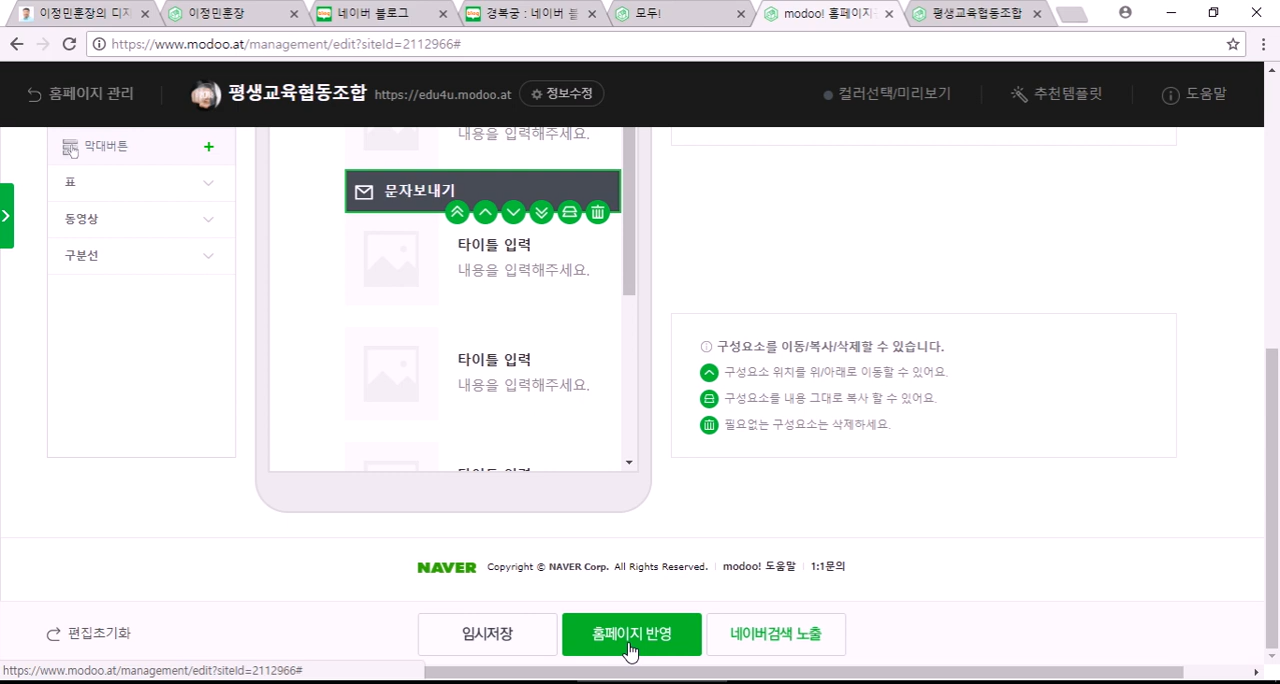 이정민훈장의 디지
이정민훈장
네이버 블로그
경복궁 : 네이버 블
모두!
modoo! 홈페이지
평생교육협동조합
https://www.modoo.at/management/edit?siteId=2112966#
홈페이지 관리
평생교육협동조합 https://edu4u.modoo.at 정보수정
컬러선택/미리보기
추천템플릿
도움말
막대버튼
표
동영상
구분선
내용을 입력해주세요.
문자보내기
타이틀 입력
내용을 입력해주세요.
타이틀 입력
내용을 입력해주세요.
구성요소를 이동/복사/삭제할 수 있습니다.
구성요소 위치를 위/아래로 이동할 수 있어요.
구성요소를 내용 그대로 복사 할 수 있어요.
필요없는 구성요소는 삭제하세요.
NAVER Copyright © NAVER Corp. All Rights Reserved. modoo! 도움말 1:1문의
편집초기화
임시저장
홈페이지 반영
네이버검색 노출
https://www.modoo.at/management/edit?siteId=2112966#